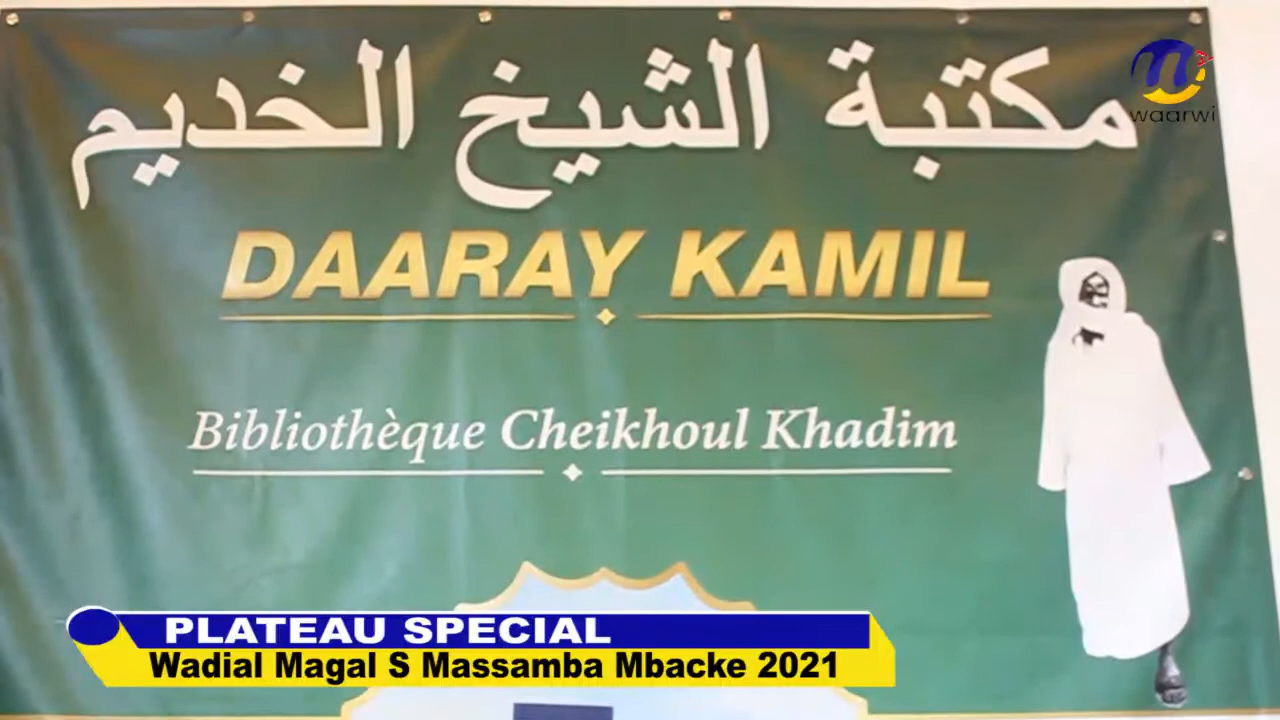 مكتبة الشيخ الخديم
waarwi
DAARAY KAMIL
Bibliothèque Cheikhoul Khadim
PLATEAU SPECIAL
Wadial Magal S Massamba Mbacke 2021